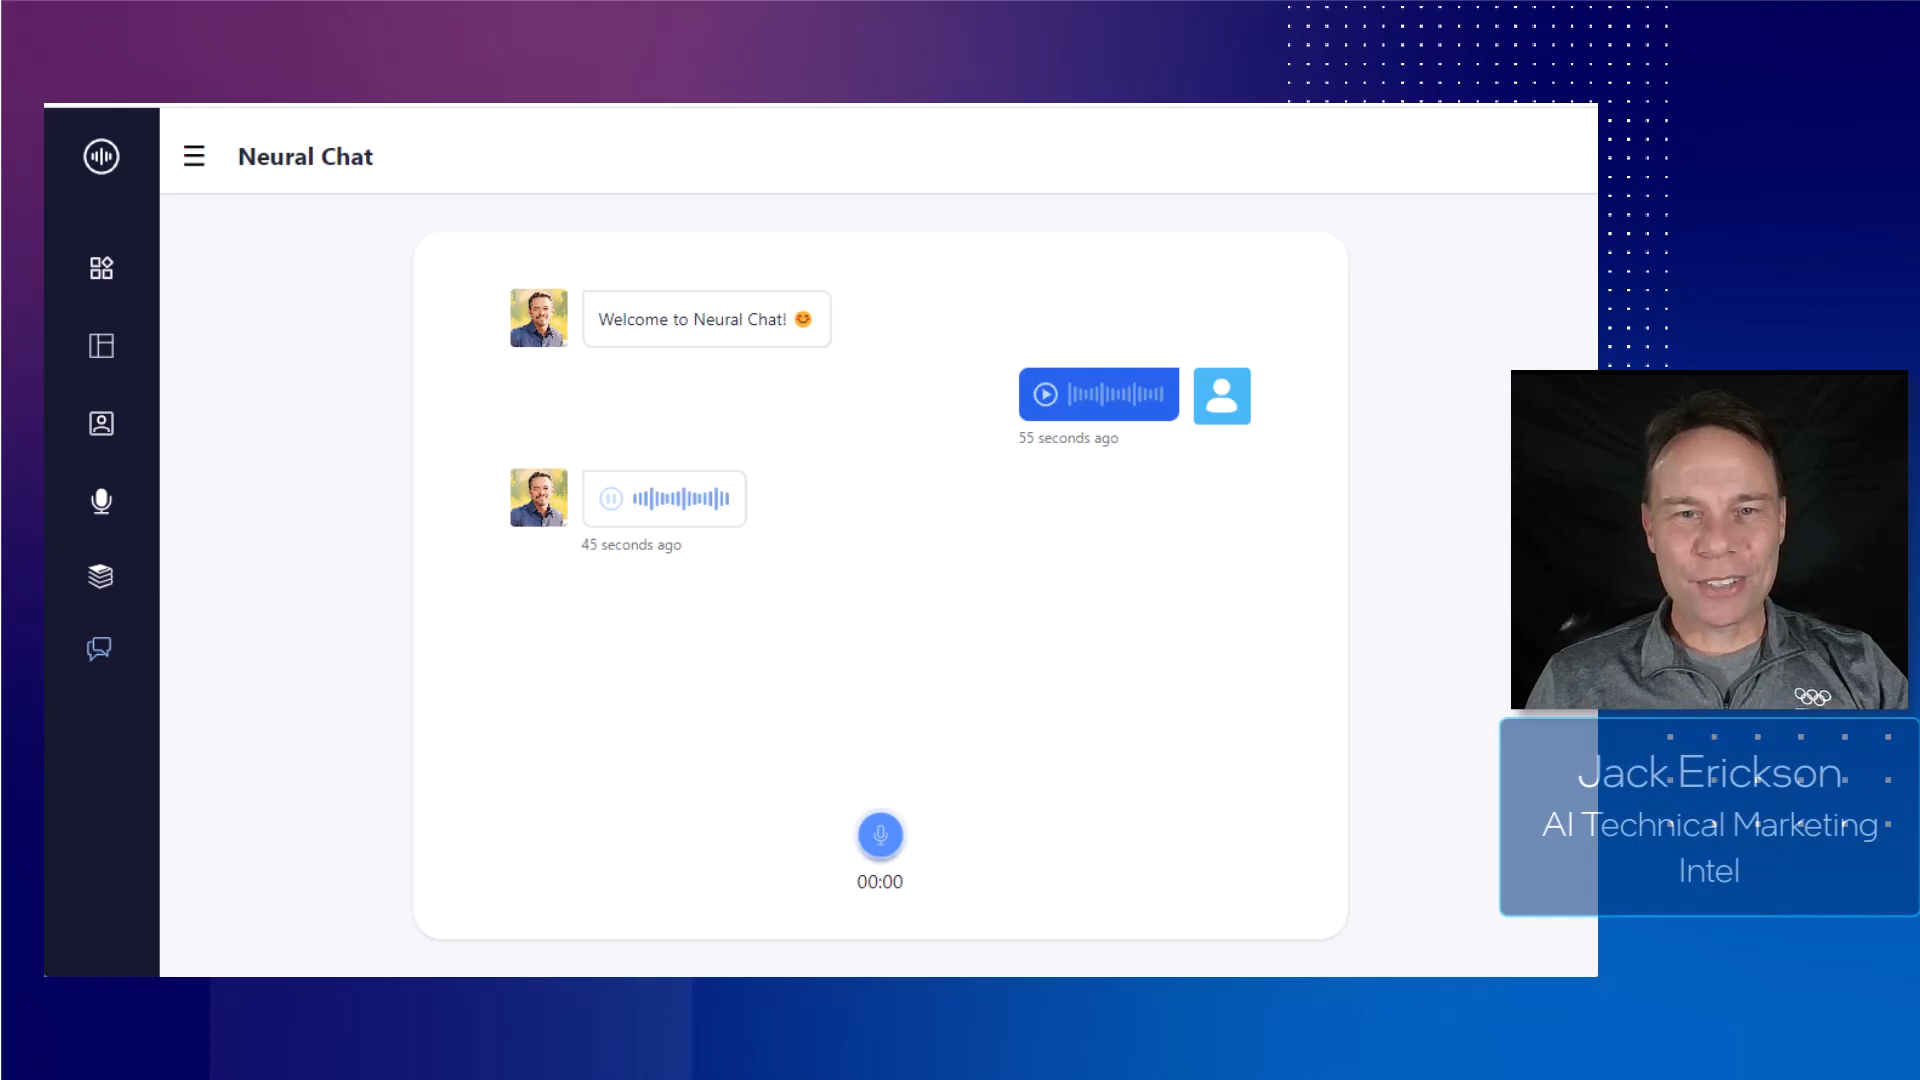 Neural Chat
Welcome to Neural Chat! 😊
55 seconds ago
45 seconds ago
00:00
Jack Erickson
AI Technical Marketing
Intel